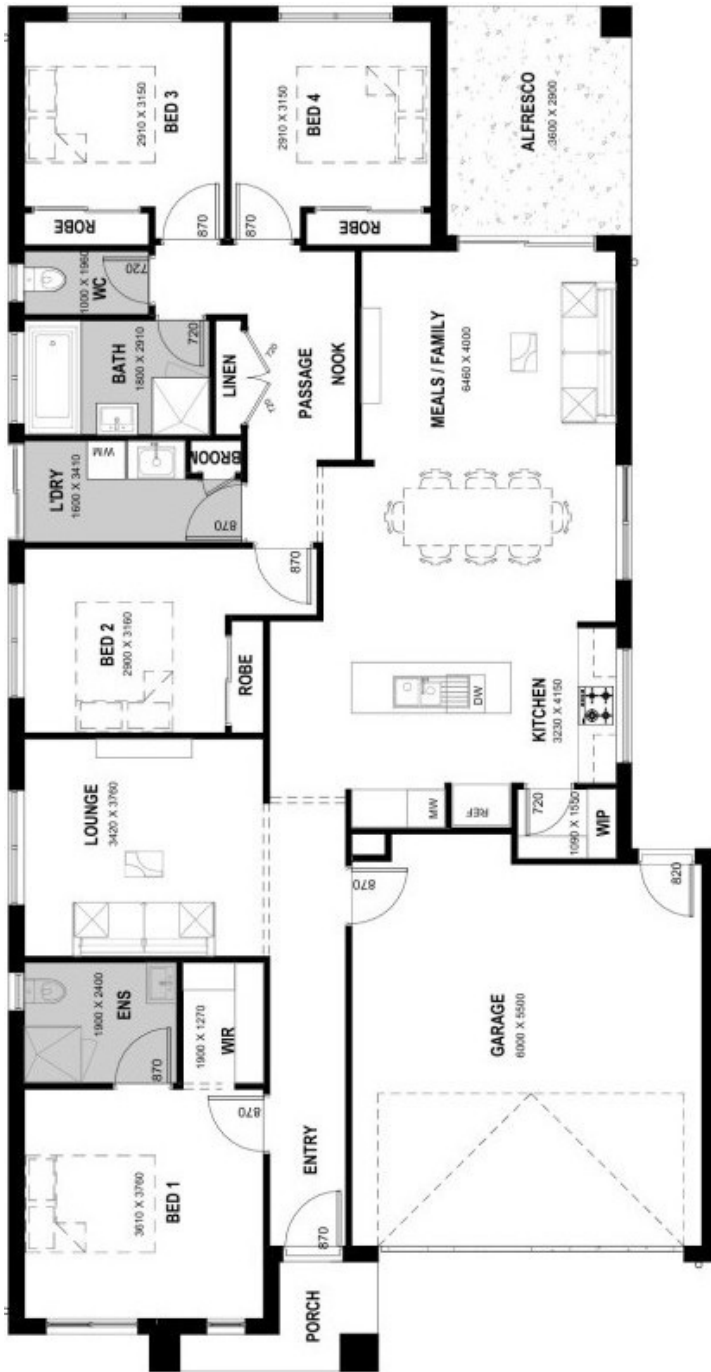 BED 3
2910 X 3150
BED 4
2910 X 3150
ALFRESCO
3600 X 2900
ROBE
870
870
ROBE
WC
1000 X 1960
720
BATH
1800 X 2910
720
LINEN
720
720
PASSAGE
NOOK
MEALS / FAMILY
6460 X 4000
L'DRY
1600 X 3410
WM
BROOM
870
870
BED 2
2900 X 3160
ROBE
KITCHEN
3230 X 4150
DW
MW
REF
720
WIP
1090 X 1550
LOUNGE
3420 X 3760
870
820
ENS
1900 X 2400
870
WIR
1900 X 1270
GARAGE
6000 X 5500
BED 1
3610 X 3760
870
ENTRY
870
PORCH